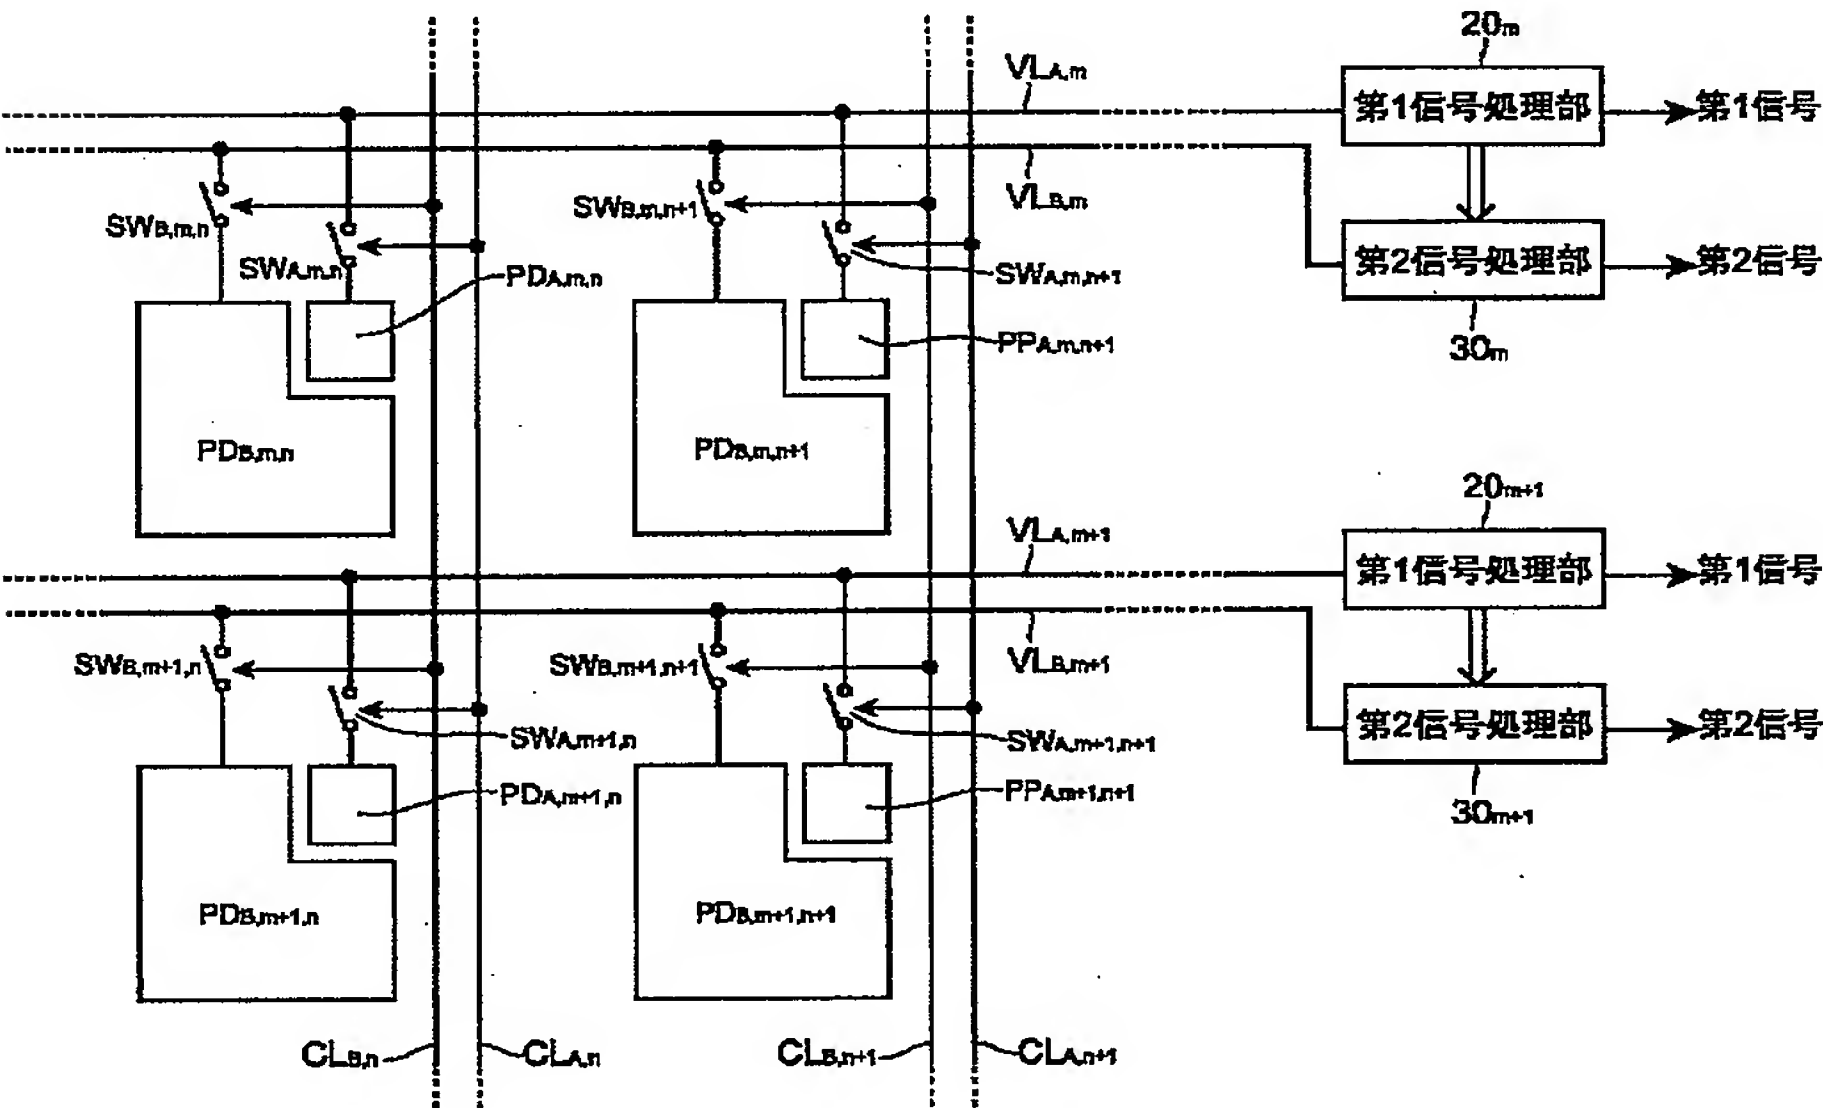 20m
VLA,m
第1信号処理部
第1信号
SWB,m,n
SWB,m,n+1
VLB,m
SWA,m,n
PDA,m,n
SWA,m,n+1
第2信号処理部
第2信号
PPA,m,n+1
30m
PDB,m,n
PDB,m,n+1
20m+1
VLA,m+1
第1信号処理部
第1信号
SWB,m+1,n
SWB,m+1,n+1
VLB,m+1
SWA,m+1,n
SWA,m+1,n+1
第2信号処理部
第2信号
PDA,m+1,n
PPA,m+1,n+1
30m+1
PDB,m+1,n
PDB,m+1,n+1
CLB,n
CLA,n
CLB,n+1
CLA,n+1